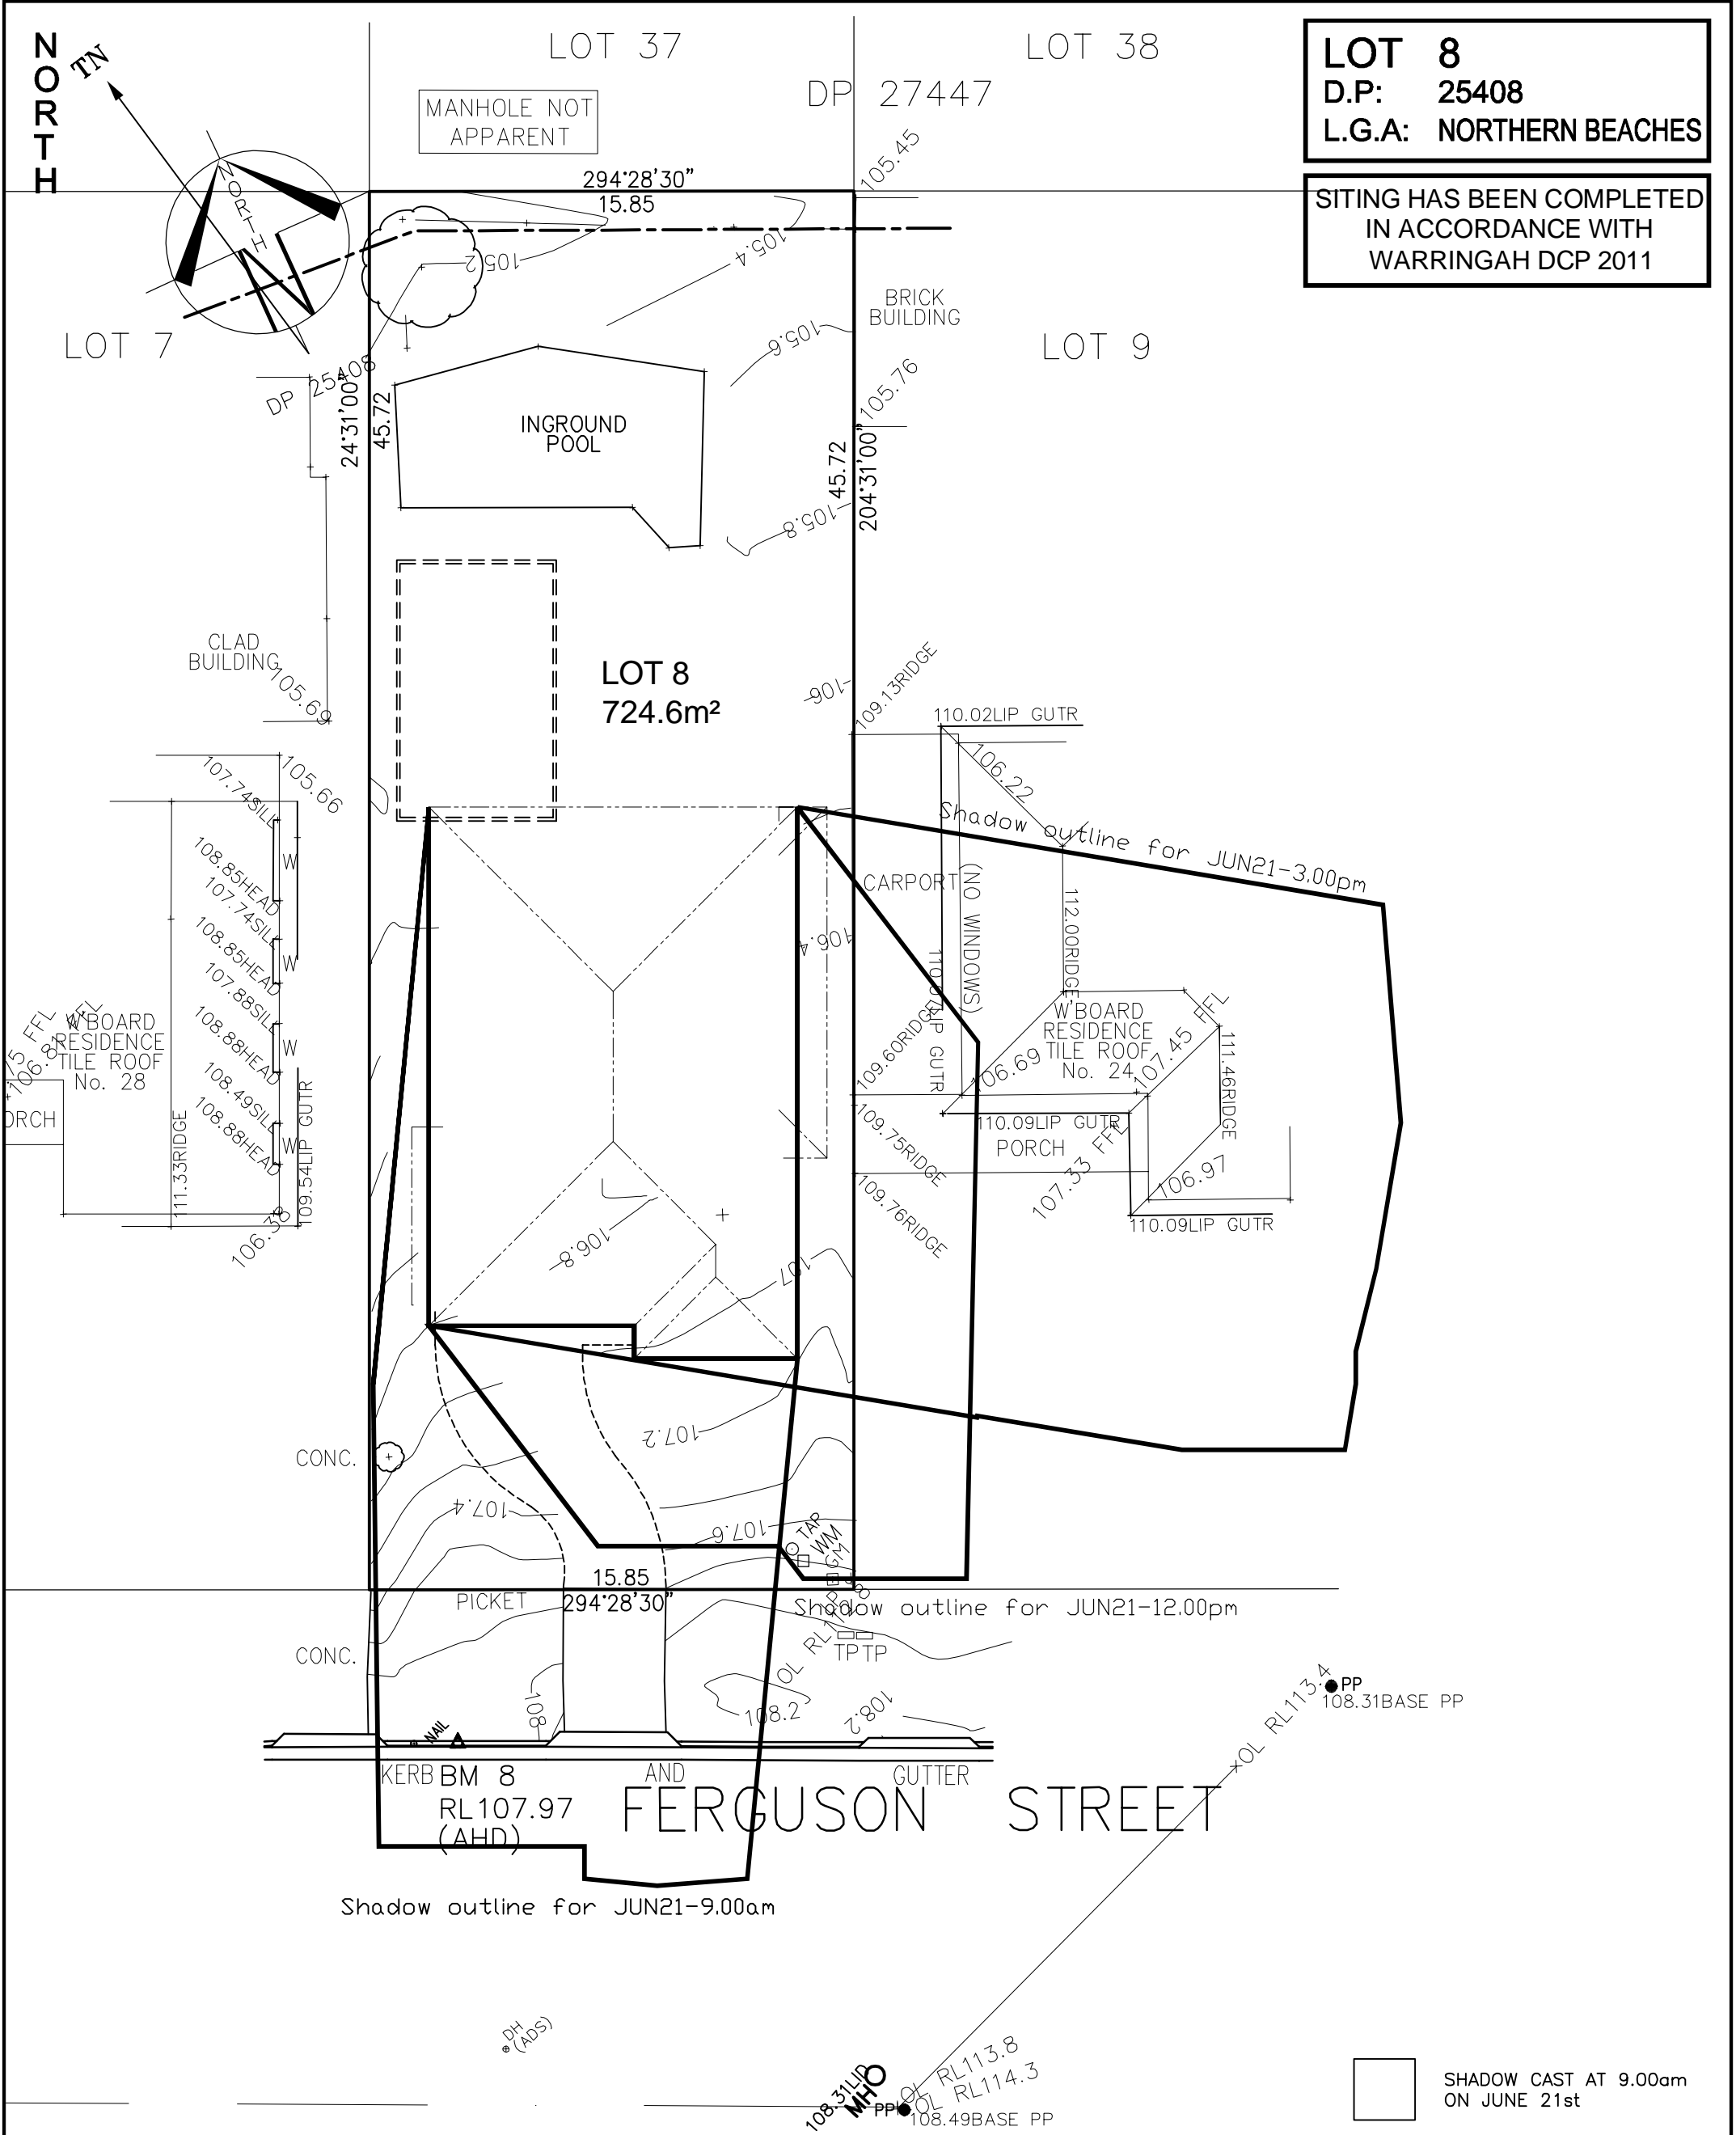 NORTH
TN
NORTH
LOT 37
LOT 38
DP 27447
MANHOLE NOT
APPARENT
LOT 8
D.P: 25408
L.G.A: NORTHERN BEACHES
SITING HAS BEEN COMPLETED
IN ACCORDANCE WITH
WARRINGAH DCP 2011
294°28'30"
15.85
105.45
105.2
105.4
BRICK
BUILDING
105.6
LOT 7
LOT 9
DP 25408
24°31'00"
45.72
105.76
INGROUND
POOL
45.72
204°31'00"
105.8
CLAD
BUILDING
105.69
LOT 8
724.6m²
106
109.13RIDGE
110.02LIP GUTR
106.22
105.66
107.74SILL
W
108.85HEAD
107.74SILL
W
108.85HEAD
107.88SILL
W
108.88HEAD
108.49SILL
W
108.88HEAD
Shadow outline for JUN21-3.00pm
CARPORT
(NO WINDOWS)
112.00RIDGE
106.4
W'BOARD
RESIDENCE
TILE ROOF
No. 28
106.81 FFL
ORCH
111.33RIDGE
109.54LIP GUTR
106.38
109.60RIDGE
W'BOARD
RESIDENCE
TILE ROOF
No. 24
107.45 FFL
106.69
111.46RIDGE
110.09LIP GUTR
PORCH
109.75RIDGE
107.33 FFL
106.97
109.76RIDGE
110.09LIP GUTR
106.8
107
107.2
CONC.
107.4
107.6
TAP
WM
GM
15.85
294°28'30"
PICKET
Shadow outline for JUN21-12.00pm
TP TP
CONC.
108
108.2
108.2
OL RL113.4
PP
108.31BASE PP
NAIL
KERB
AND
GUTTER
BM 8
RL107.97
(AHD)
FERGUSON STREET
Shadow outline for JUN21-9.00am
DH
(ADS)
108.31LID
MH
OL RL113.8
OL RL114.3
PP
108.49BASE PP
SHADOW CAST AT 9.00am
ON JUNE 21st